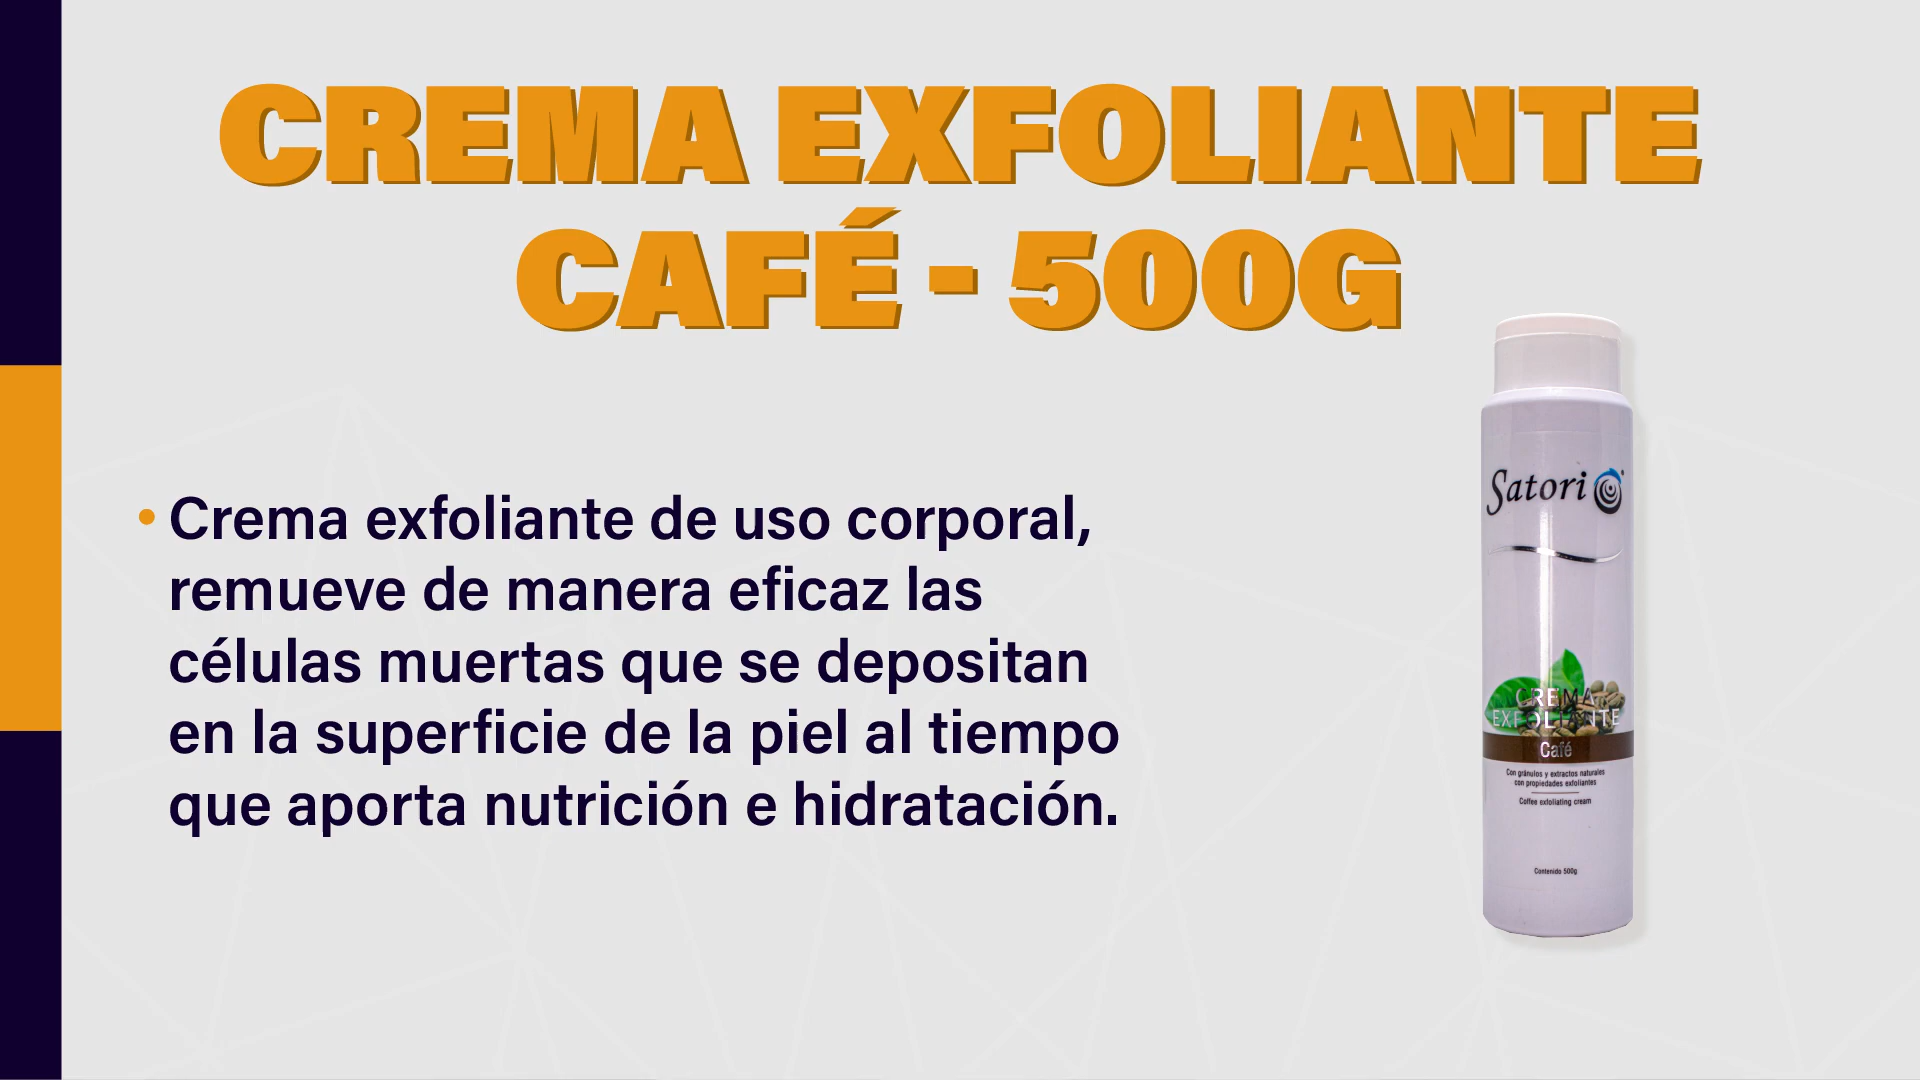 CREMA EXFOLIANTE
CAFÉ - 500G
• Crema exfoliante de uso corporal,
remueve de manera eficaz las
células muertas que se depositan
en la superficie de la piel al tiempo
que aporta nutrición e hidratación.
Satori
CREMA
EXFOLIANTE
Café
Con gránulos y extractos naturales
con propiedades exfoliantes
Coffee exfoliating cream
Contenido 500g